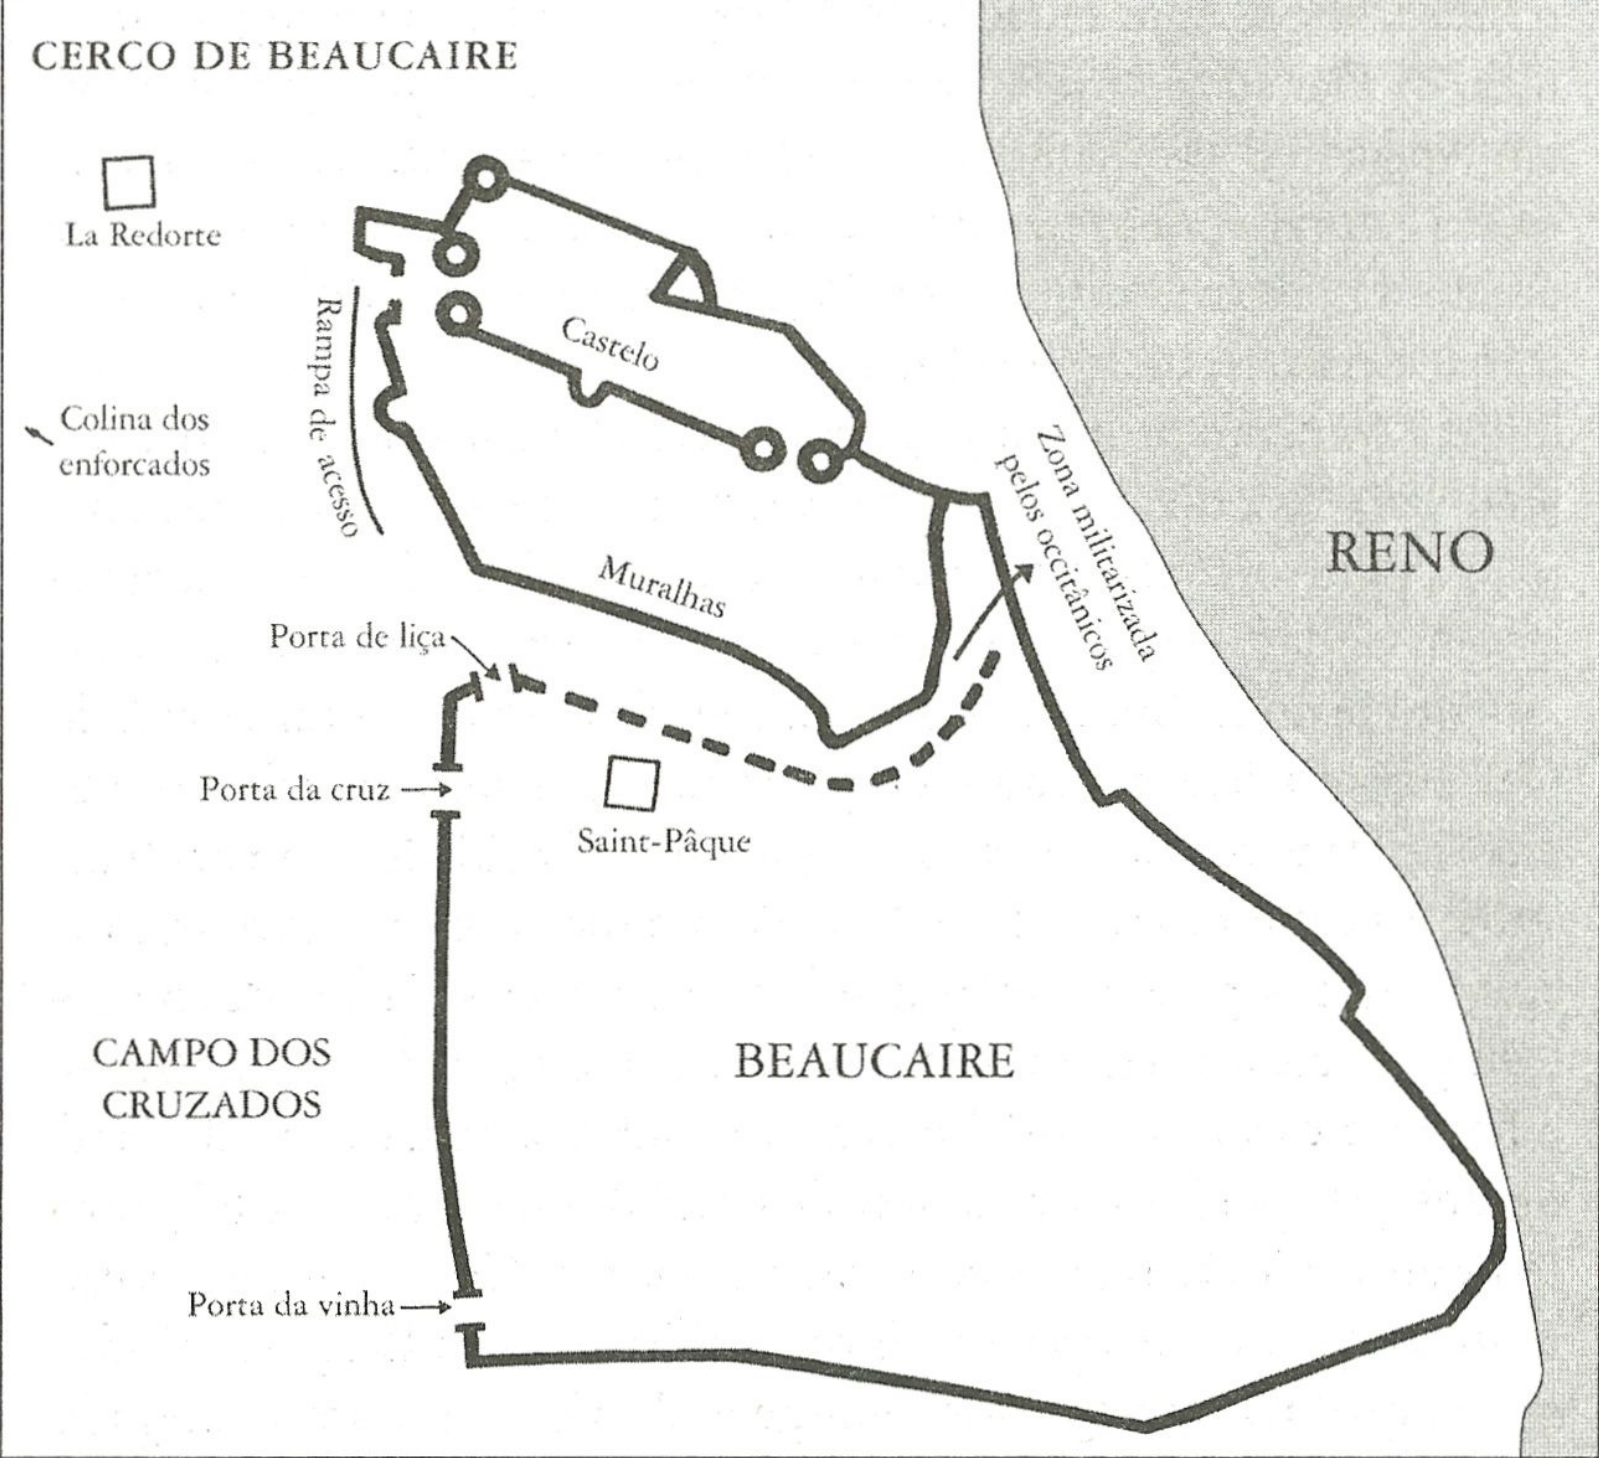 CERCO DE BEAUCAIRE
La Redorte
Rampa de acesso
Castelo
Colina dos
enforcados
Zona militarizada
pelos occitânicos
RENO
Muralhas
Porta de liça
Porta da cruz
Saint-Pâque
CAMPO DOS
CRUZADOS
BEAUCAIRE
Porta da vinha